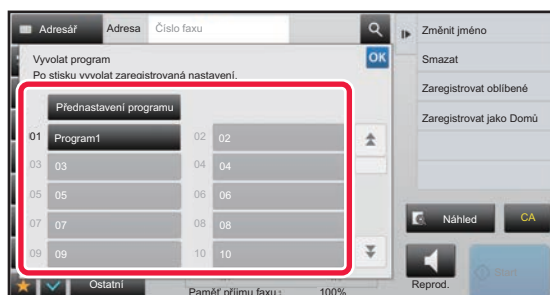 Adresář Adresa Číslo faxu
Změnit jméno
Vyvolat program OK
Po stisku vyvolat zaregistrovaná nastavení.
Smazat
Zaregistrovat oblíbené
Přednastavení programu
Zaregistrovat jako Domů
01 Program1 02 02
03 03 04 04
05 05 06 06
07 07 08 08
Náhled CA
09 09 10 10
Start
Ostatní
Reprod.
Paměť příjmu faxu: 100%